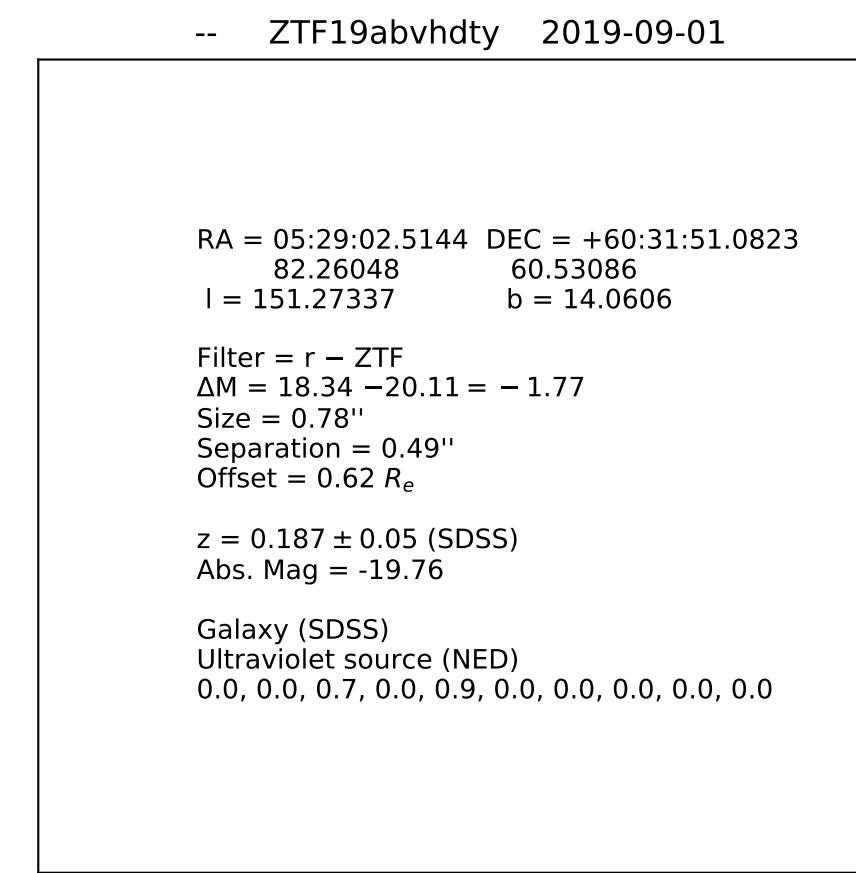 -- ZTF19abvhdty 2019-09-01
RA = 05:29:02.5144 DEC = +60:31:51.0823
82.26048 60.53086
l = 151.27337 b = 14.0606
Filter = r − ZTF
ΔM = 18.34 −20.11 = − 1.77
Size = 0.78''
Separation = 0.49''
Offset = 0.62 Rₑ
z = 0.187 ± 0.05 (SDSS)
Abs. Mag = -19.76
Galaxy (SDSS)
Ultraviolet source (NED)
0.0, 0.0, 0.7, 0.0, 0.9, 0.0, 0.0, 0.0, 0.0, 0.0